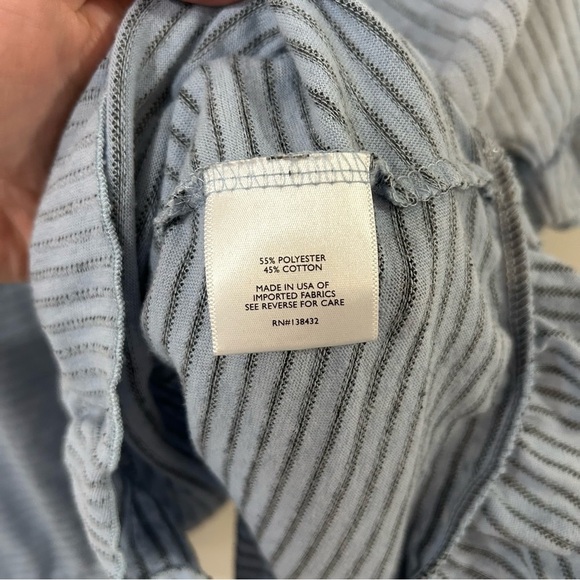 55% POLYESTER
45% COTTON
MADE IN USA OF
IMPORTED FABRICS
SEE REVERSE FOR CARE
RN#138432